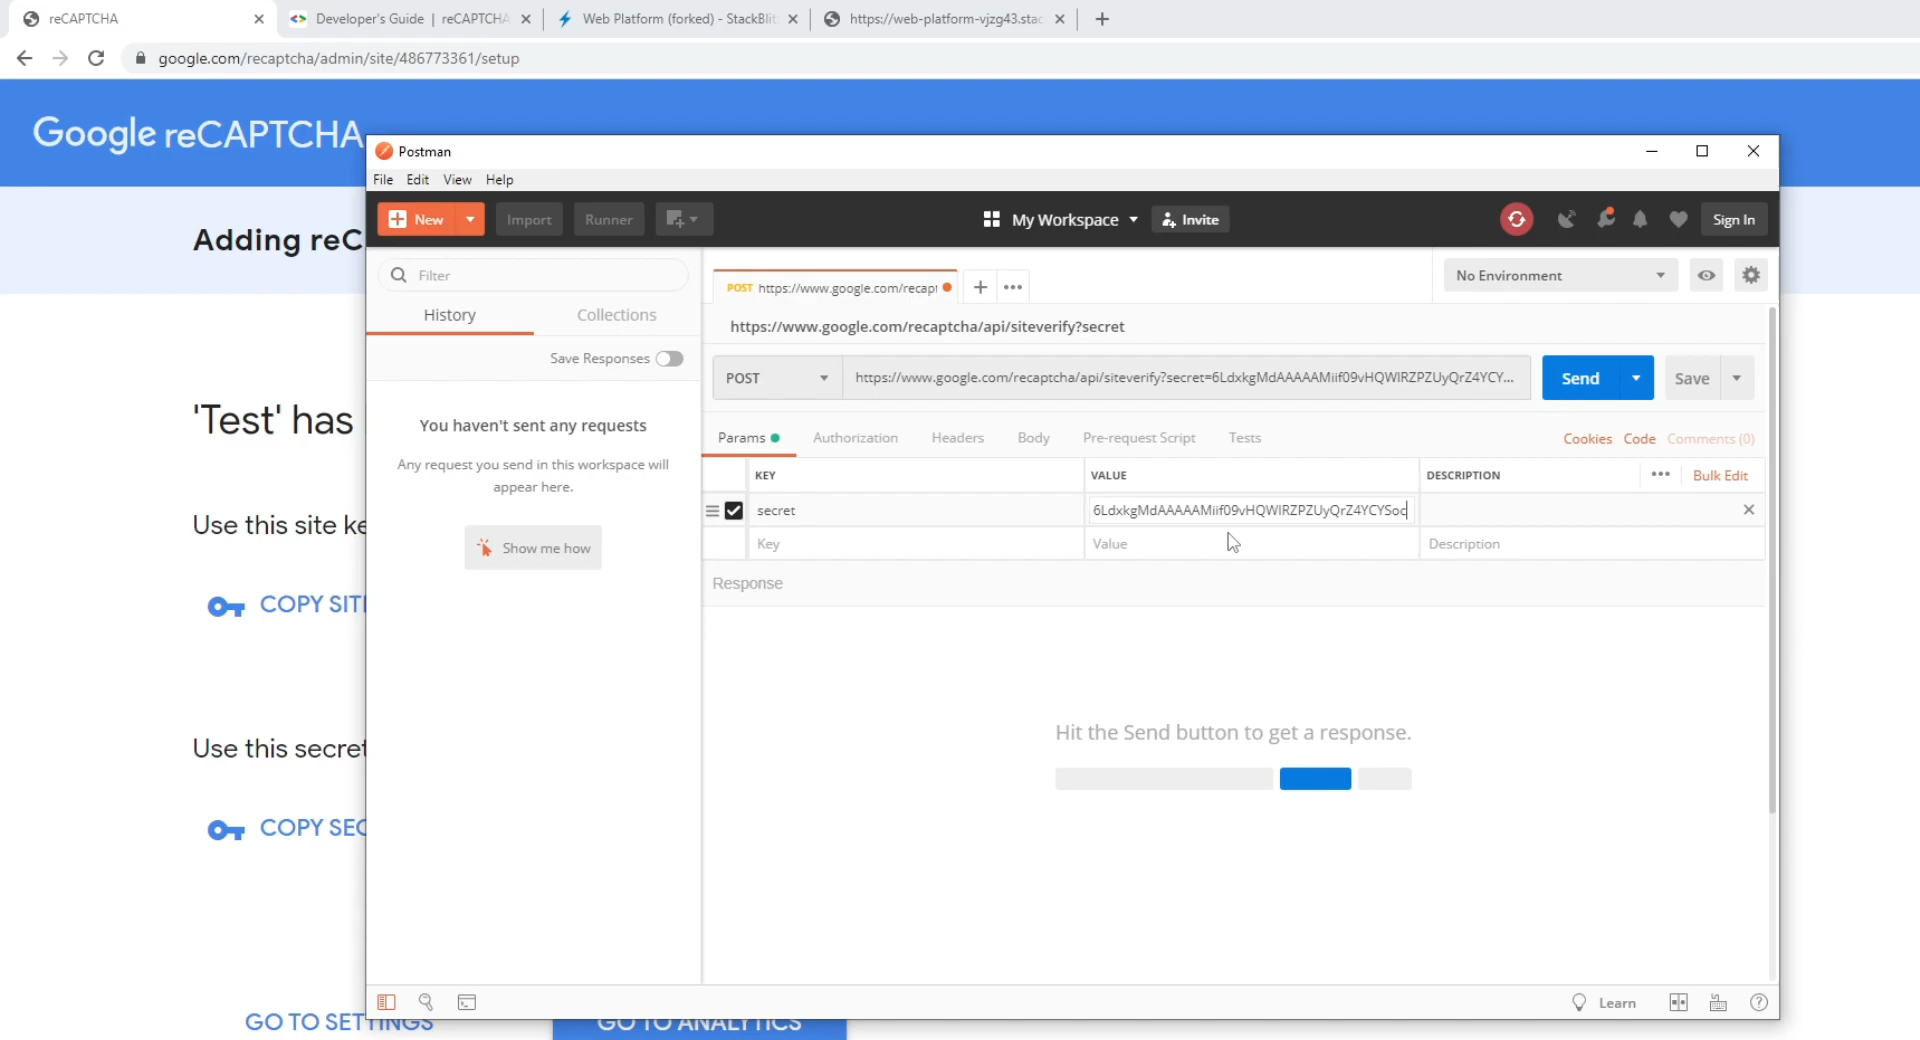 reCAPTCHA
Developer's Guide | reCAPTCHA
Web Platform (forked) - StackBlit
https://web-platform-vjzg43.stac
google.com/recaptcha/admin/site/486773361/setup
Google reCAPTCHA
Postman
File Edit View Help
New Import Runner My Workspace Invite Sign In
Adding reC
Filter
POST https://www.google.com/recapt
No Environment
History Collections
https://www.google.com/recaptcha/api/siteverify?secret
Save Responses
POST https://www.google.com/recaptcha/api/siteverify?secret=6LdxkgMdAAAAAMiif09vHQWIRZPZUyQrZ4YCY... Send Save
'Test' has
You haven't sent any requests
Any request you send in this workspace will
appear here.
Show me how
Params Authorization Headers Body Pre-request Script Tests Cookies Code Comments (0)
KEY VALUE DESCRIPTION Bulk Edit
secret 6LdxkgMdAAAAAMiif09vHQWIRZPZUyQrZ4YCYSoc
Key Value Description
Response
Use this site ke
COPY SITE
Hit the Send button to get a response.
Use this secret
COPY SEC
Learn
GO TO SETTINGS GO TO ANALYTICS